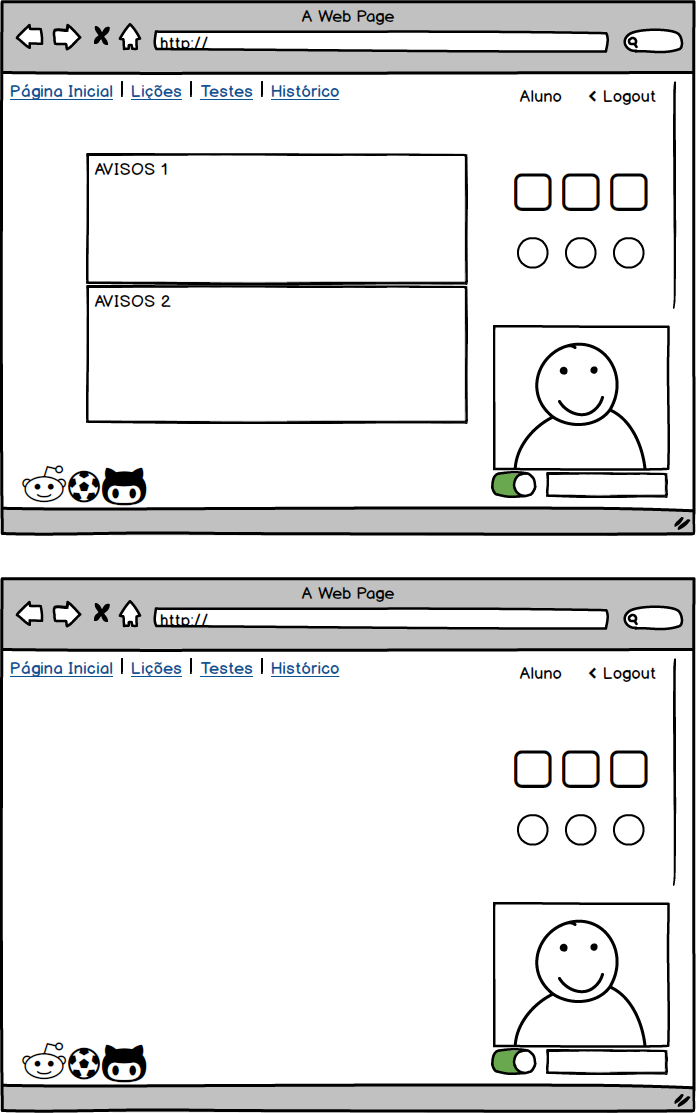 A Web Page
http://
Página Inicial | Lições | Testes | Histórico
Aluno
Logout
AVISOS 1
AVISOS 2
A Web Page
http://
Página Inicial | Lições | Testes | Histórico
Aluno
Logout